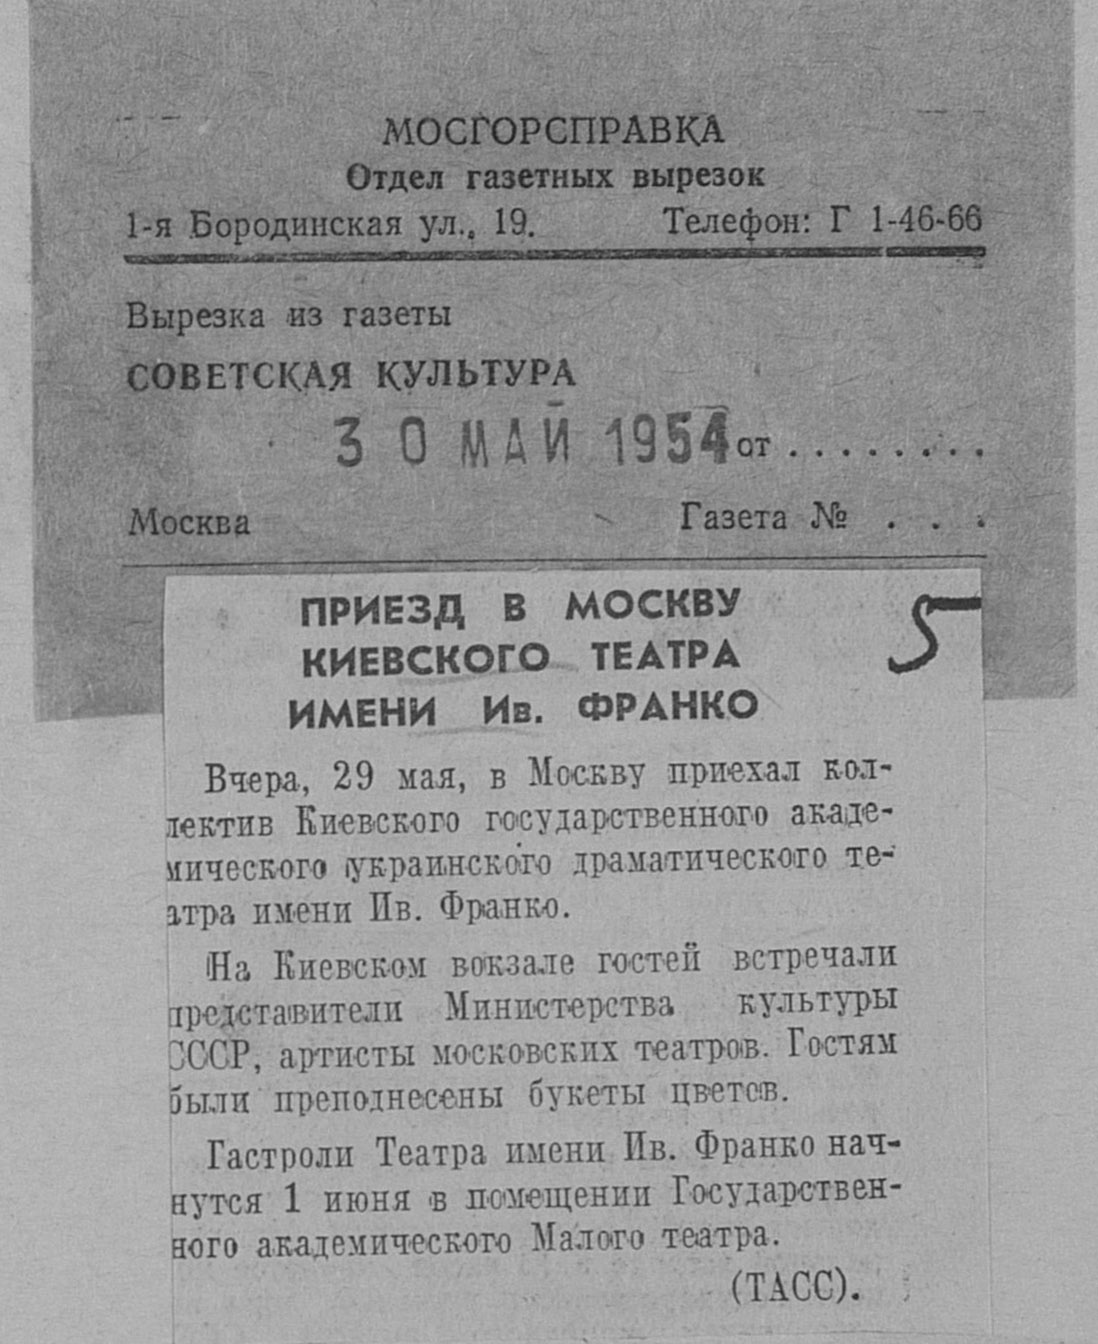 МОСГОРСПРАВКА
Отдел газетных вырезок
1-я Бородинская ул., 19. Телефон: Г 1-46-66
Вырезка из газеты
СОВЕТСКАЯ КУЛЬТУРА
30 МАЙ 1954 от . . . . . . . . .
Москва Газета № . . .
5
ПРИЕЗД В МОСКВУ
КИЕВСКОГО ТЕАТРА
ИМЕНИ Ив. ФРАНКО
Вчера, 29 мая, в Москву приехал кол-
лектив Киевского государственного акаде-
мического украинского драматического те-
атра имени Ив. Франко.
На Киевском вокзале гостей встречали
представители Министерства культуры
СССР, артисты московских театров. Гостям
были преподнесены букеты цветов.
Гастроли Театра имени Ив. Франко нач-
нутся 1 июня в помещении Государствен-
ного академического Малого театра.
(ТАСС).